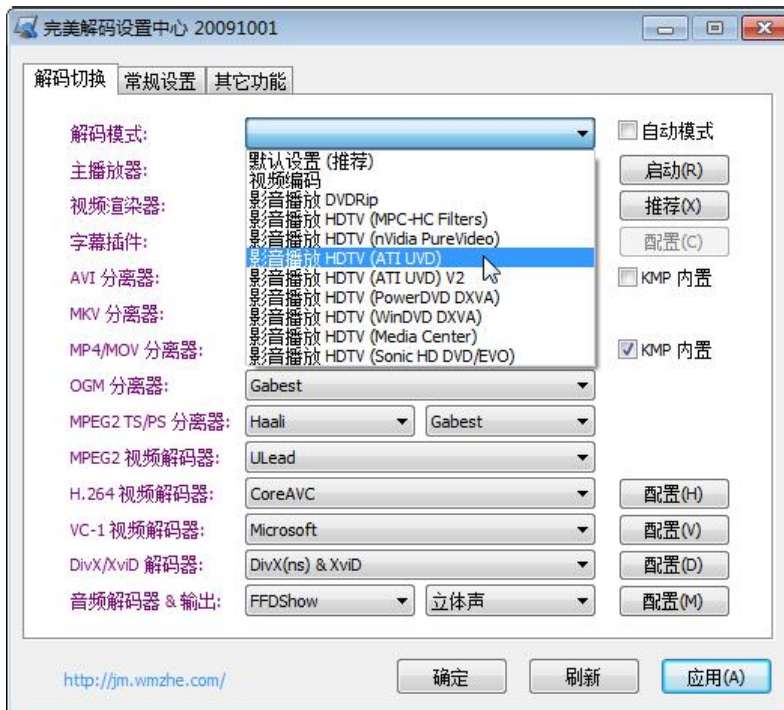 完美解码设置中心 20091001
解码切换 常规设置 其它功能
解码模式: 自动模式
默认设置 (推荐)
视频编码
影音播放 DVDRip
影音播放 HDTV (MPC-HC Filters)
影音播放 HDTV (nVidia PureVideo)
影音播放 HDTV (ATI UVD)
影音播放 HDTV (ATI UVD) V2
影音播放 HDTV (PowerDVD DXVA)
影音播放 HDTV (WinDVD DXVA)
影音播放 HDTV (Media Center)
影音播放 HDTV (Sonic HD DVD/EVO)
主播放器: 启动(R)
视频渲染器: 推荐(X)
字幕插件: 配置(C)
AVI 分离器: KMP 内置
MKV 分离器:
MP4/MOV 分离器: KMP 内置
OGM 分离器: Gabest
MPEG2 TS/PS 分离器: Haali Gabest
MPEG2 视频解码器: ULead
H.264 视频解码器: CoreAVC 配置(H)
VC-1 视频解码器: Microsoft 配置(V)
DivX/XviD 解码器: DivX(ns) & XviD 配置(D)
音频解码器 & 输出: FFDShow 立体声 配置(M)
http://jm.wmzhe.com/ 确定 刷新 应用(A)